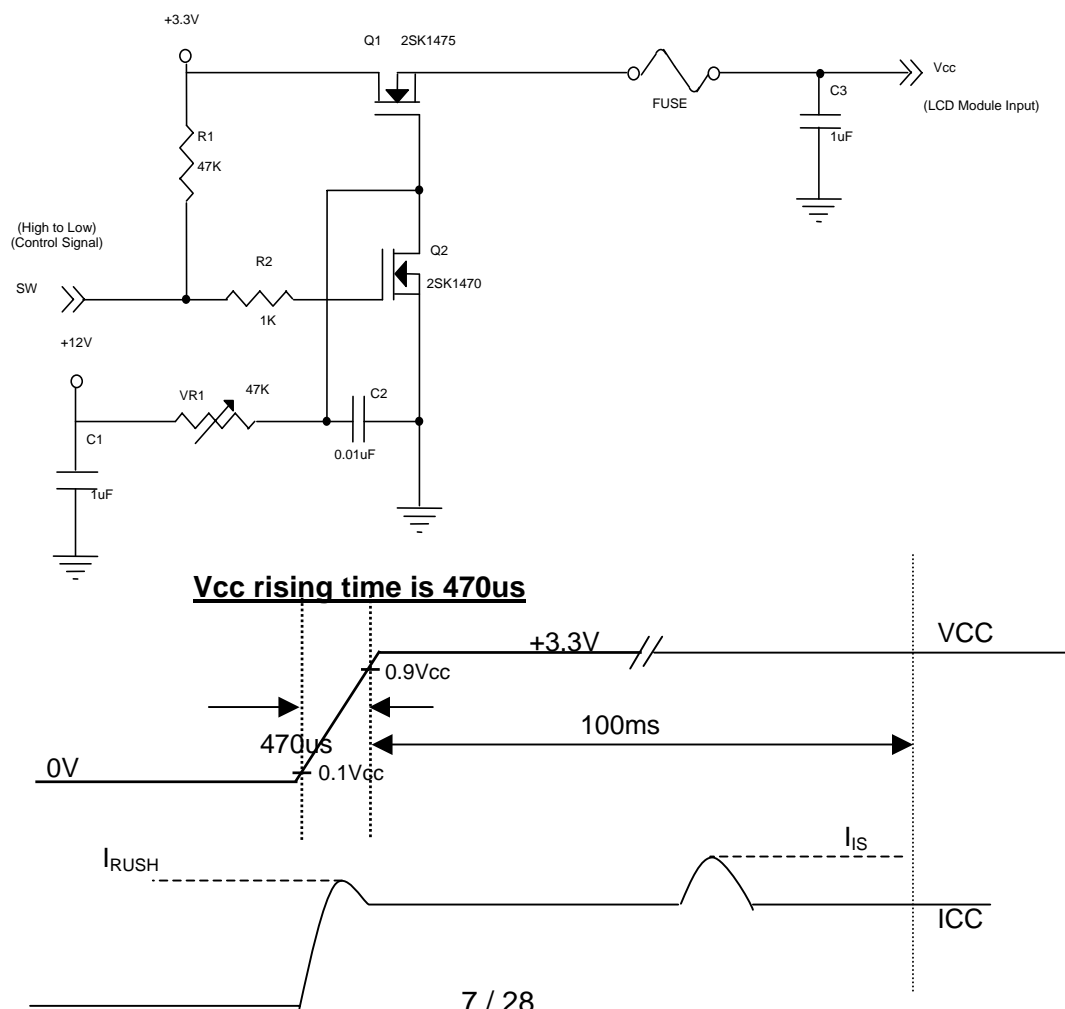 +3.3V
Q1 2SK1475
Vcc
FUSE
C3
(LCD Module Input)
R1
1uF
47K
(High to Low)
(Control Signal)
Q2
R2
2SK1470
SW
1K
+12V
VR1
47K
C2
C1
0.01uF
1uF
Vcc rising time is 470us
+3.3V
VCC
0.9Vcc
100ms
470us
0V
0.1Vcc
IRUSH
IIS
ICC
7 / 28